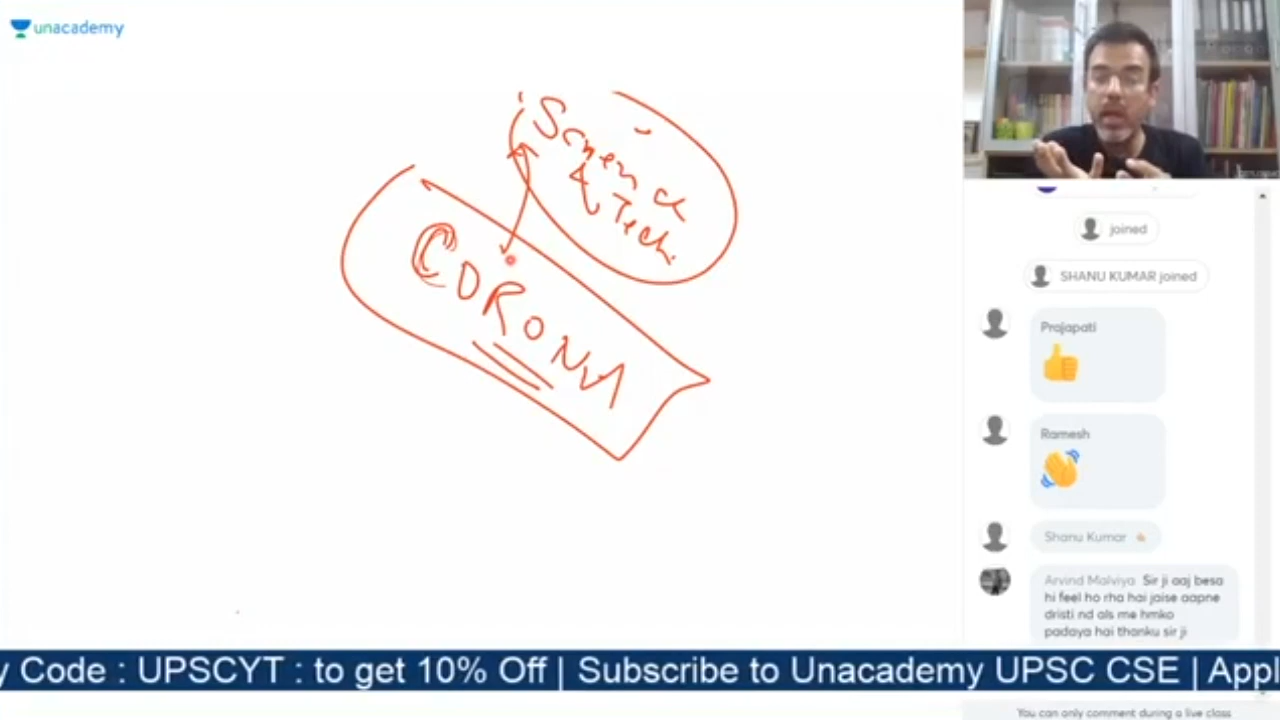 unacademy
Science
& Tech.
CORONA
joined
SHANU KUMAR joined
Prajapati
Ramesh
Shanu Kumar
Arvind Malviya Sir ji aaj besa
hi feel ho rha hai jaise aapne
dristi nd als me hmko
padaya hai thanku sir ji
y Code : UPSCYT : to get 10% Off | Subscribe to Unacademy UPSC CSE | Appl
You can only comment during a live class